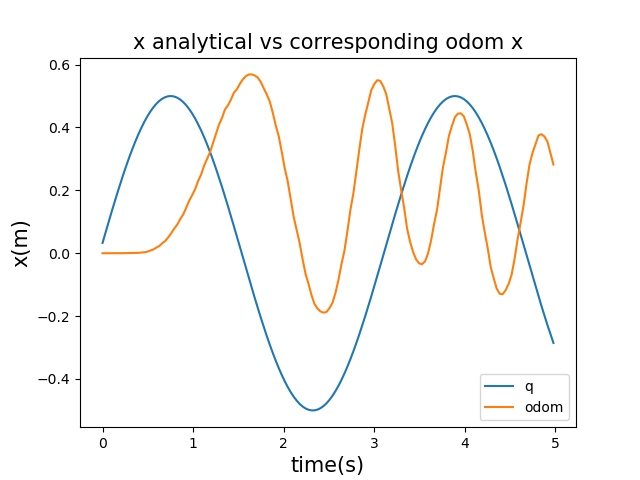 x analytical vs corresponding odom x
0.6
0.4
0.2
0.0
−0.2
−0.4
x(m)
0 1 2 3 4 5
time(s)
q
odom